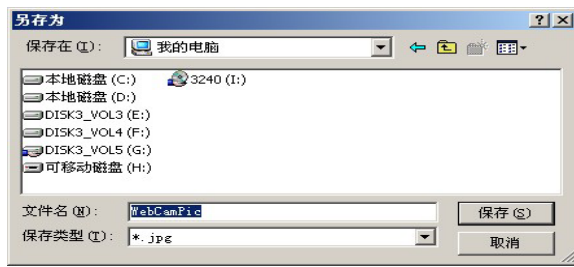 另存为
保存在(I): 我的电脑
本地磁盘 (C:) 3240 (I:)
本地磁盘 (D:)
DISK3_VOL3 (E:)
DISK3_VOL4 (F:)
DISK3_VOL5 (G:)
可移动磁盘 (H:)
文件名(N): WebCamPic 保存(S)
保存类型(T): *.jpg 取消